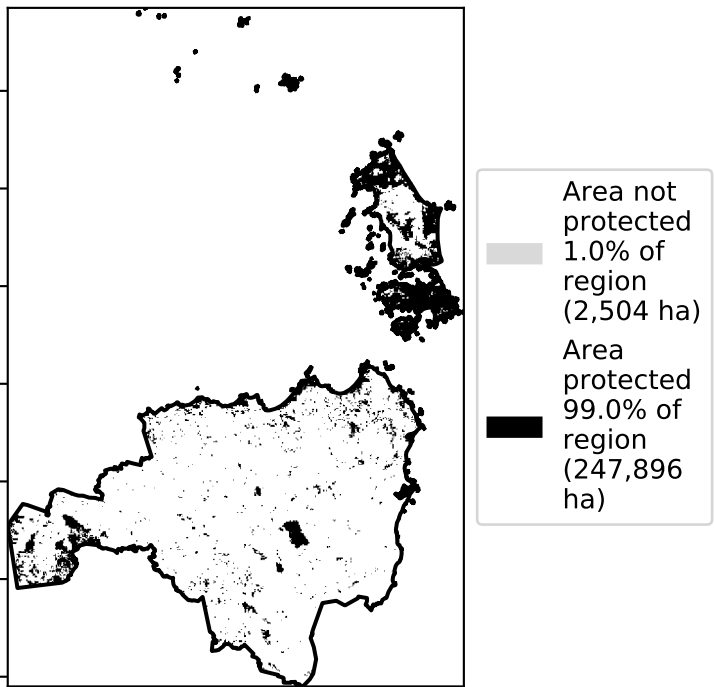 Area not
protected
1.0% of
region
(2,504 ha)
Area
protected
99.0% of
region
(247,896
ha)